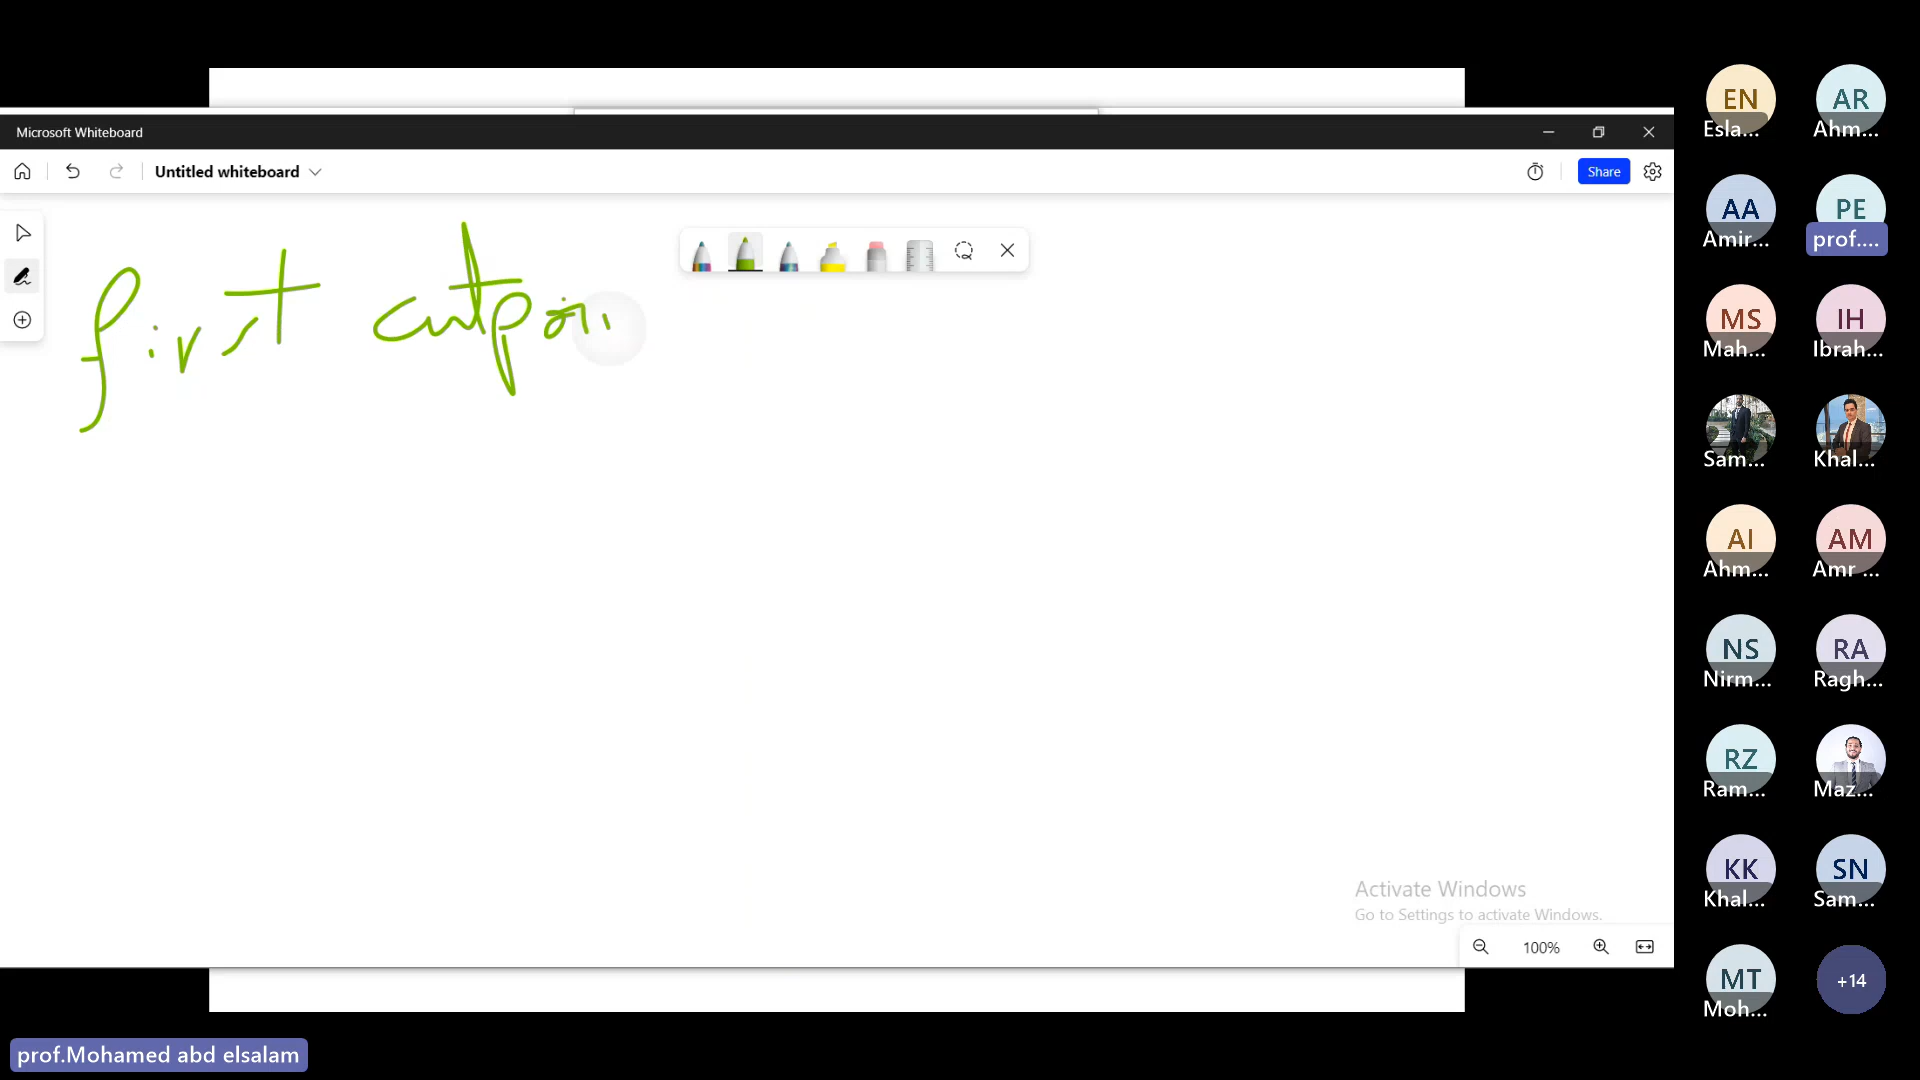 EN
AR
Esla...
Ahm...
Microsoft Whiteboard
Untitled whiteboard
Share
AA
PE
Amir...
prof....
first cutpoi
MS
IH
Mah...
Ibrah...
Sam...
Khal...
AI
AM
Ahm...
Amr ...
NS
RA
Nirm...
Ragh...
RZ
Ram...
Maz...
KK
SN
Khal...
Sam...
Activate Windows
Go to Settings to activate Windows.
100%
MT
+14
Moh...
prof.Mohamed abd elsalam